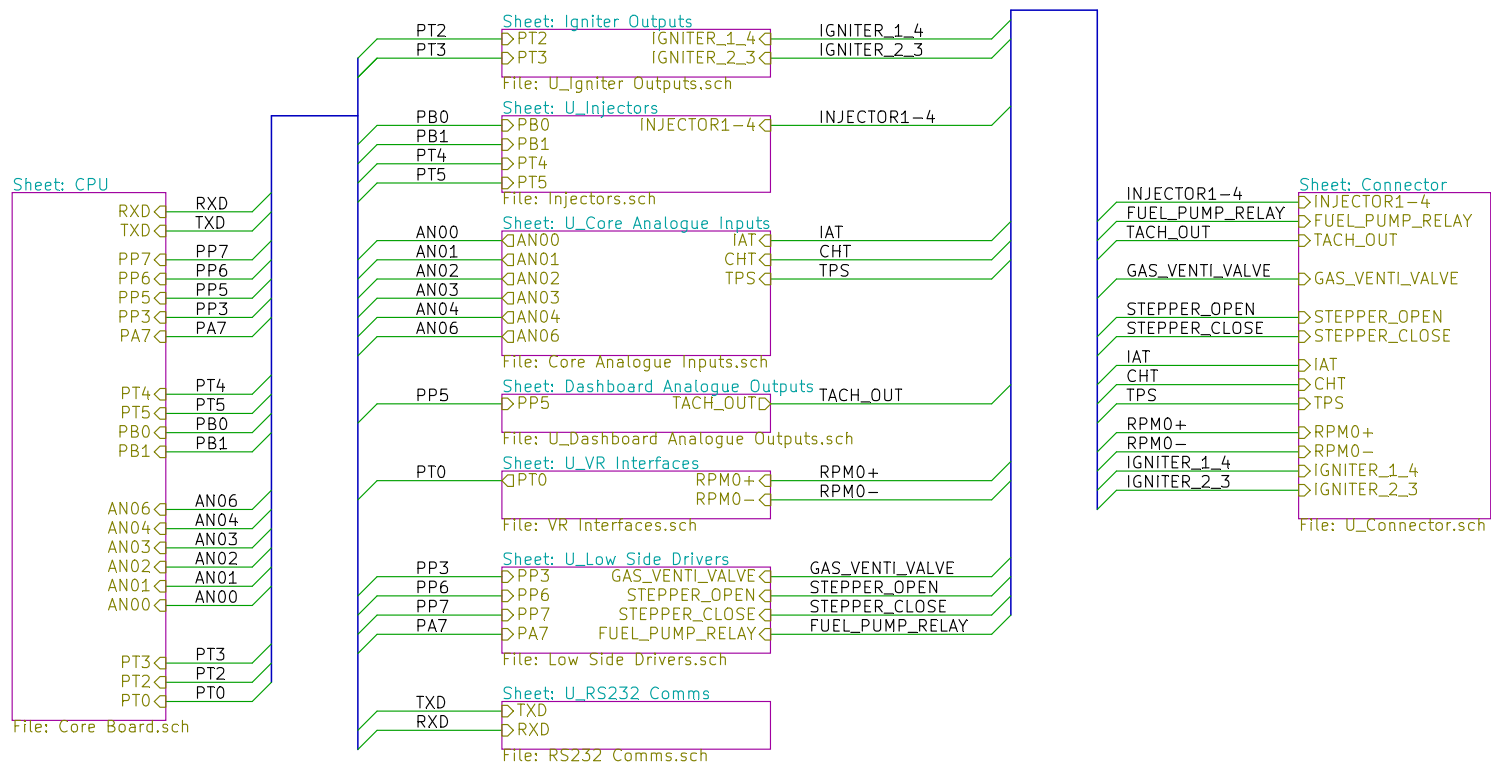 Sheet: CPU
RXD RXD
TXD TXD
PP7 PP7
PP6 PP6
PP5 PP5
PP3 PP3
PA7 PA7
PT4 PT4
PT5 PT5
PB0 PB0
PB1 PB1
AN06 AN06
AN04 AN04
AN03 AN03
AN02 AN02
AN01 AN01
AN00 AN00
PT3 PT3
PT2 PT2
PT0 PT0
File: Core Board.sch
Sheet: Igniter Outputs
PT2 PT2 IGNITER_1_4 IGNITER_1_4
PT3 PT3 IGNITER_2_3 IGNITER_2_3
File: U_Igniter Outputs.sch
Sheet: U_Injectors
PB0 PB0 INJECTOR1-4 INJECTOR1-4
PB1 PB1
PT4 PT4
PT5 PT5
File: Injectors.sch
Sheet: U_Core Analogue Inputs
AN00 AN00 IAT IAT
AN01 AN01 CHT CHT
AN02 AN02 TPS TPS
AN03 AN03
AN04 AN04
AN06 AN06
File: Core Analogue Inputs.sch
Sheet: Dashboard Analogue Outputs
PP5 PP5 TACH_OUT TACH_OUT
File: U_Dashboard Analogue Outputs.sch
Sheet: U_VR Interfaces
PT0 PT0 RPM0+ RPM0+
RPM0- RPM0-
File: VR Interfaces.sch
Sheet: U_Low Side Drivers
PP3 PP3 GAS_VENTI_VALVE GAS_VENTI_VALVE
PP6 PP6 STEPPER_OPEN STEPPER_OPEN
PP7 PP7 STEPPER_CLOSE STEPPER_CLOSE
PA7 PA7 FUEL_PUMP_RELAY FUEL_PUMP_RELAY
File: Low Side Drivers.sch
Sheet: U_RS232 Comms
TXD TXD
RXD RXD
File: RS232 Comms.sch
Sheet: Connector
INJECTOR1-4 INJECTOR1-4
FUEL_PUMP_RELAY FUEL_PUMP_RELAY
TACH_OUT TACH_OUT
GAS_VENTI_VALVE GAS_VENTI_VALVE
STEPPER_OPEN STEPPER_OPEN
STEPPER_CLOSE STEPPER_CLOSE
IAT IAT
CHT CHT
TPS TPS
RPM0+ RPM0+
RPM0- RPM0-
IGNITER_1_4 IGNITER_1_4
IGNITER_2_3 IGNITER_2_3
File: U_Connector.sch